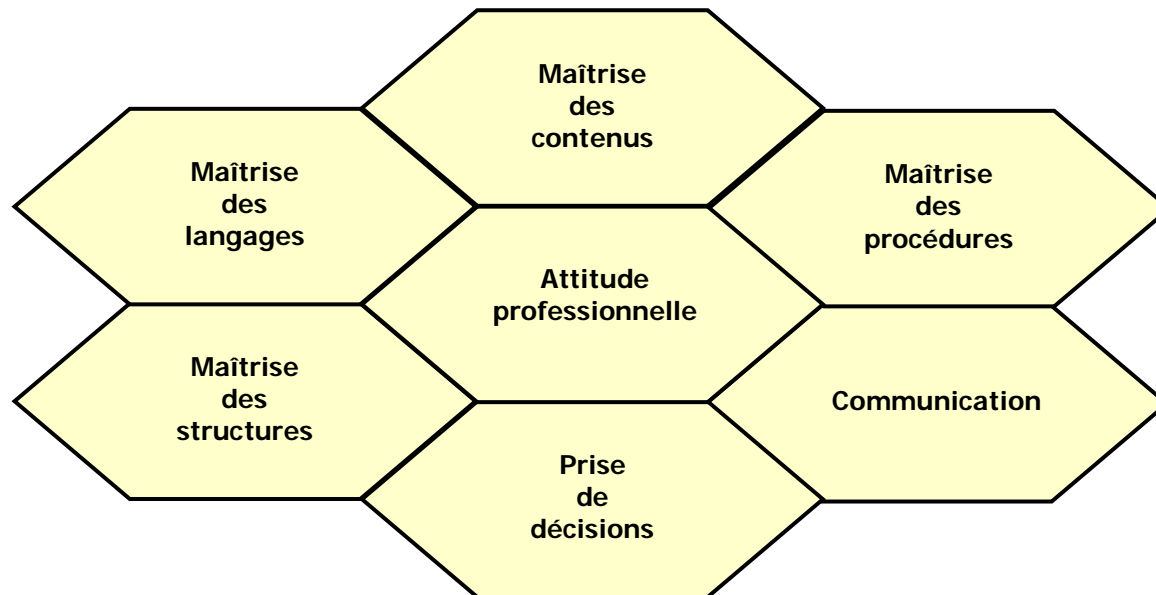 Maîtrise
des
contenus
Maîtrise
des
langages
Maîtrise
des
procédures
Attitude
professionnelle
Maîtrise
des
structures
Communication
Prise
de
décisions